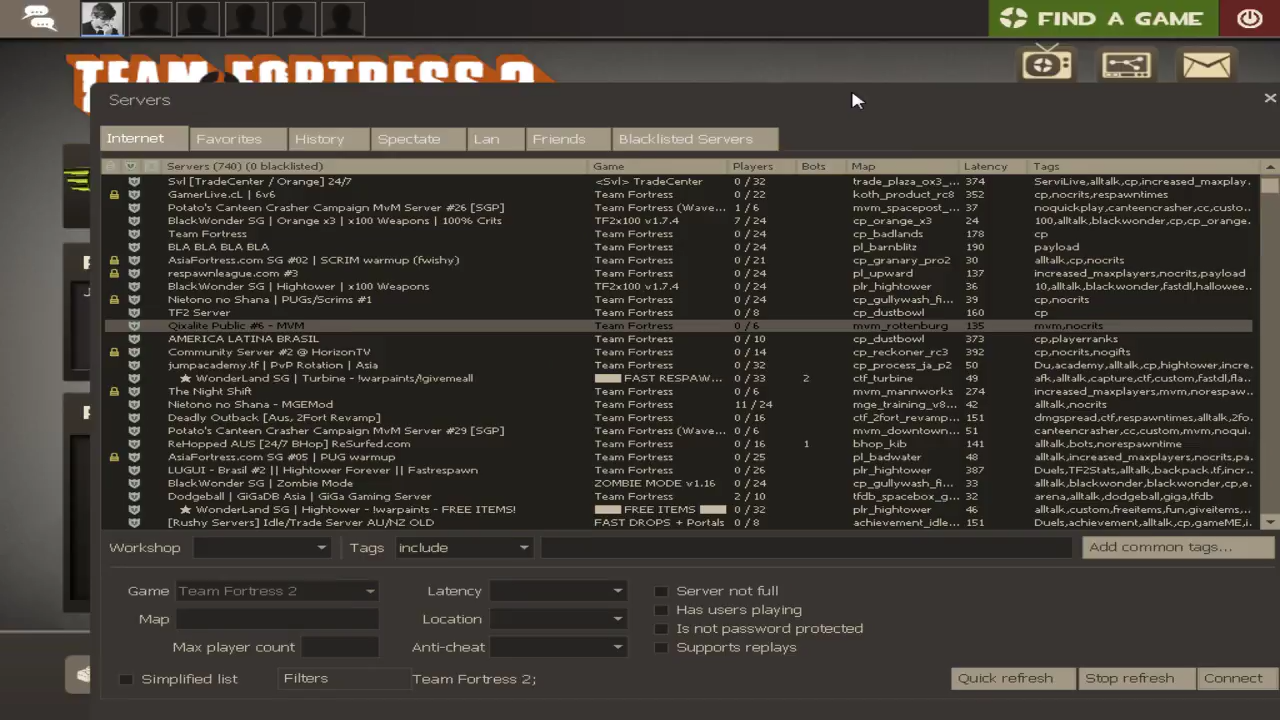 FIND A GAME
TEAM FORTRESS 2
Servers
Internet Favorites History Spectate Lan Friends Blacklisted Servers
Servers (740) (0 blacklisted) Game Players Bots Map Latency Tags
Svl [TradeCenter / Orange] 24/7 <Svl> TradeCenter 0 / 32 trade_plaza_ox3_... 374 ServiLive,alltalk,cp,increased_maxplay...
GamerLive.cL | 6v6 Team Fortress 0 / 22 koth_product_rc8 352 cp,nocrits,respawntimes
Potato's Canteen Crasher Campaign MvM Server #26 [SGP] Team Fortress (Wave... 1 / 6 mvm_spacepost_... 37 noquickplay,canteencrasher,cc,custo...
BlackWonder SG | Orange x3 | x100 Weapons | 100% Crits TF2x100 v1.7.4 7 / 24 cp_orange_x3 24 100,alltalk,blackwonder,cp,cp_orange...
Team Fortress Team Fortress 0 / 24 cp_badlands 178 cp
BLA BLA BLA BLA Team Fortress 0 / 24 pl_barnblitz 190 payload
AsiaFortress.com SG #02 | SCRIM warmup (fwishy) Team Fortress 0 / 21 cp_granary_pro2 30 alltalk,cp,nocrits
respawnleague.com #3 Team Fortress 0 / 24 pl_upward 137 increased_maxplayers,nocrits,payload
BlackWonder SG | Hightower | x100 Weapons TF2x100 v1.7.4 0 / 24 plr_hightower 36 10,alltalk,blackwonder,fastdl,hallowee...
Nietono no Shana | PUGs/Scrims #1 Team Fortress 0 / 24 cp_gullywash_fi... 39 cp,nocrits
TF2 Server Team Fortress 0 / 24 cp_dustbowl 160 cp
Qixalite Public #6 - MVM Team Fortress 0 / 6 mvm_rottenburg 135 mvm,nocrits
AMERICA LATINA BRASIL Team Fortress 0 / 10 cp_dustbowl 373 cp,playerranks
Community Server #2 @ HorizonTV Team Fortress 0 / 14 cp_reckoner_rc3 392 cp,nocrits,nogifts
jumpacademy.tf | PvP Rotation | Asia Team Fortress 0 / 32 cp_process_ja_p2 50 Du,academy,alltalk,cp,hightower,incre...
★ WonderLand SG | Turbine - !warpaints/!givemeall FAST RESPAW... 0 / 33 2 ctf_turbine 49 afk,alltalk,capture,ctf,custom,fastdl,fla...
The Night Shift Team Fortress 0 / 6 mvm_mannworks 274 increased_maxplayers,mvm,norespaw...
Nietono no Shana - MGEMod Team Fortress 11 / 24 mge_training_v8... 42 alltalk,nocrits
Deadly Outback [Aus, 2Fort Revamp] Team Fortress 0 / 16 ctf_2fort_revamp... 151 dmgspread,ctf,respawntimes,alltalk,2fo...
Potato's Canteen Crasher Campaign MvM Server #29 [SGP] Team Fortress (Wave... 0 / 6 mvm_downtown... 51 canteencrasher,cc,custom,mvm,noqui...
ReHopped AUS [24/7 BHop] ReSurfed.com Team Fortress 0 / 16 1 bhop_kib 141 alltalk,bots,norespawntime
AsiaFortress.com SG #05 | PUG warmup Team Fortress 0 / 25 pl_badwater 48 alltalk,increased_maxplayers,nocrits,pa...
LUGUI - Brasil #2 || Hightower Forever || Fastrespawn Team Fortress 0 / 26 plr_hightower 387 Duels,TF2Stats,alltalk,backpack.tf,incr...
BlackWonder SG | Zombie Mode ZOMBIE MODE v1.16 0 / 24 cp_gullywash_fi... 33 alltalk,blackwonder,cp,custom,fastdl,...
Dodgeball | GiGaDB Asia | GiGa Gaming Server Team Fortress 2 / 10 tfdb_spacebox_g... 32 arena,alltalk,dodgeball,giga,tfdb
★ WonderLand SG | Hightower - !warpaints - FREE ITEMS! FREE ITEMS 0 / 32 plr_hightower 46 alltalk,custom,freeitems,fun,giveitems,...
[Rushy Servers] Idle/Trade Server AU/NZ OLD FAST DROPS + Portals 0 / 8 achievement_idle... 151 Duels,achievement,alltalk,cp,gameME,i...
Workshop Tags include Add common tags...
Game Team Fortress 2 Latency Server not full
Has users playing
Map Location Is not password protected
Max player count Anti-cheat Supports replays
Simplified list Filters Team Fortress 2; Quick refresh Stop refresh Connect